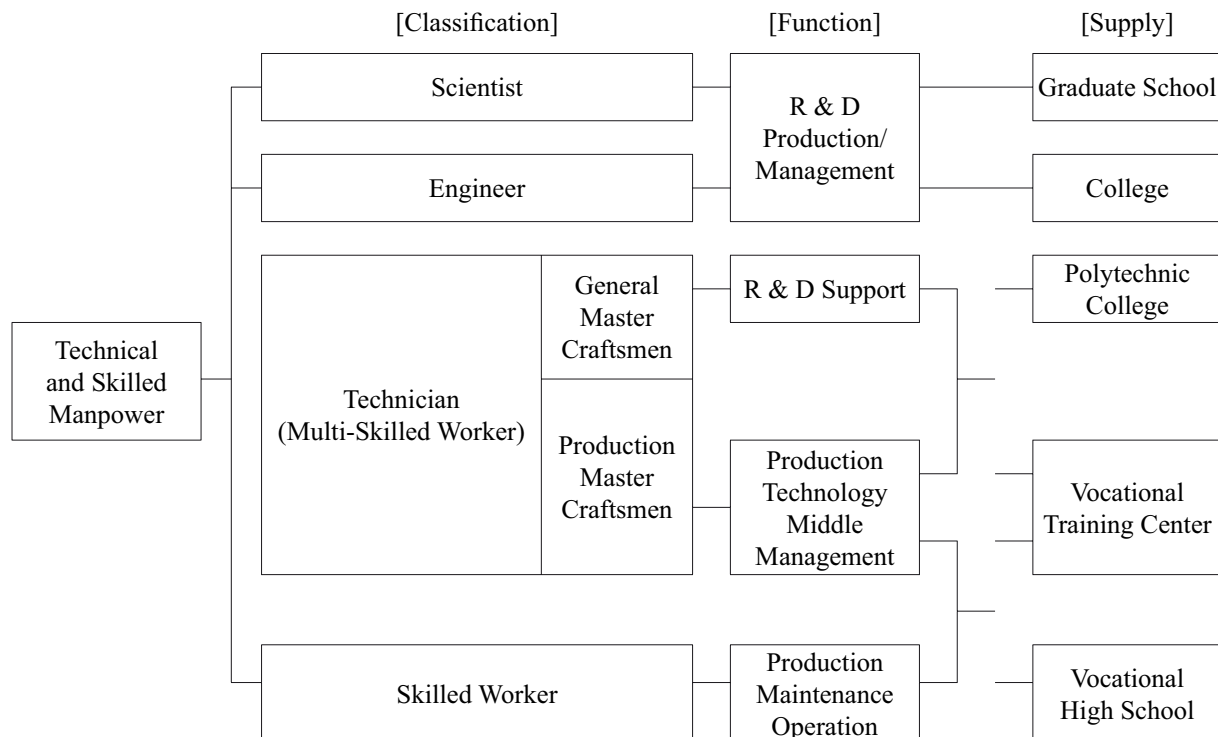 [Classification]
[Function]
[Supply]
Scientist
R & D
Production/
Management
Graduate School
Engineer
College
Technical
and Skilled
Manpower
Technician
(Multi-Skilled Worker)
General
Master
Craftsmen
R & D Support
Polytechnic
College
Production
Master
Craftsmen
Production
Technology
Middle
Management
Vocational
Training Center
Skilled Worker
Production
Maintenance
Operation
Vocational
High School